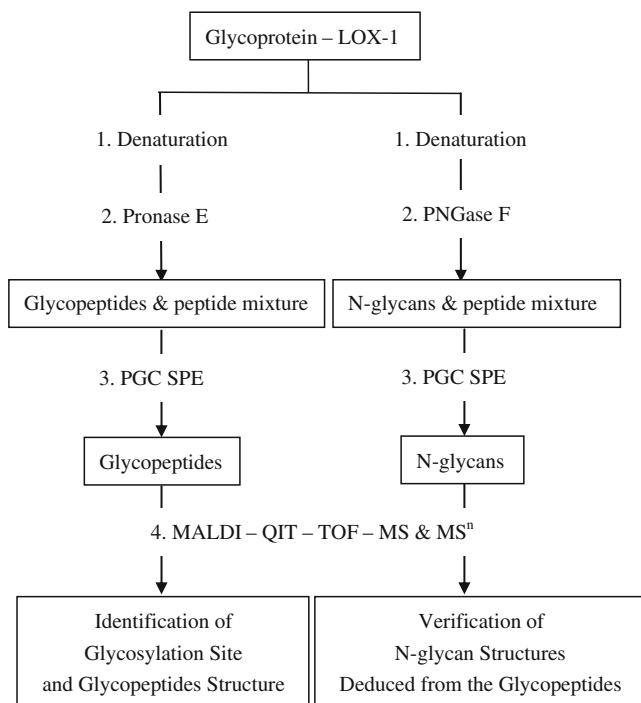 Glycoprotein – LOX-1
1. Denaturation
1. Denaturation
2. Pronase E
2. PNGase F
Glycopeptides & peptide mixture
N-glycans & peptide mixture
3. PGC SPE
3. PGC SPE
Glycopeptides
N-glycans
4. MALDI – QIT – TOF – MS & MSⁿ
Identification of
Glycosylation Site
and Glycopeptides Structure
Verification of
N-glycan Structures
Deduced from the Glycopeptides